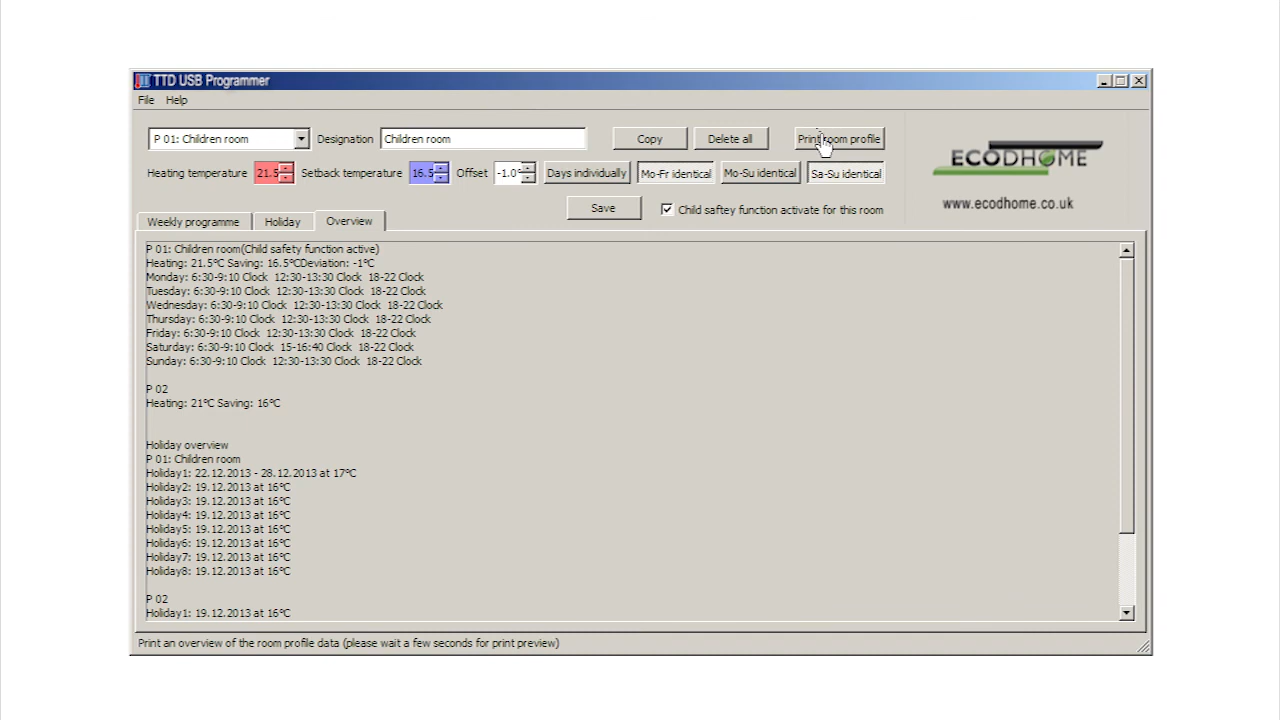 TTD USB Programmer
File Help
P 01: Children room Designation Children room Copy Delete all Print room profile
Heating temperature 21.5 Setback temperature 16.5 Offset -1.0° Days individually Mo-Fr identical Mo-Su identical Sa-Su identical
ECODHOME
www.ecodhome.co.uk
Save Child saftey function activate for this room
Weekly programme Holiday Overview
P 01: Children room(Child safety function active)
Heating: 21.5°C Saving: 16.5°CDeviation: -1°C
Monday: 6:30-9:10 Clock 12:30-13:30 Clock 18-22 Clock
Tuesday: 6:30-9:10 Clock 12:30-13:30 Clock 18-22 Clock
Wednesday: 6:30-9:10 Clock 12:30-13:30 Clock 18-22 Clock
Thursday: 6:30-9:10 Clock 12:30-13:30 Clock 18-22 Clock
Friday: 6:30-9:10 Clock 12:30-13:30 Clock 18-22 Clock
Saturday: 6:30-9:10 Clock 15-16:40 Clock 18-22 Clock
Sunday: 6:30-9:10 Clock 12:30-13:30 Clock 18-22 Clock
P 02
Heating: 21°C Saving: 16°C
Holiday overview
P 01: Children room
Holiday1: 22.12.2013 - 28.12.2013 at 17°C
Holiday2: 19.12.2013 at 16°C
Holiday3: 19.12.2013 at 16°C
Holiday4: 19.12.2013 at 16°C
Holiday5: 19.12.2013 at 16°C
Holiday6: 19.12.2013 at 16°C
Holiday7: 19.12.2013 at 16°C
Holiday8: 19.12.2013 at 16°C
P 02
Holiday1: 19.12.2013 at 16°C
Print an overview of the room profile data (please wait a few seconds for print preview)